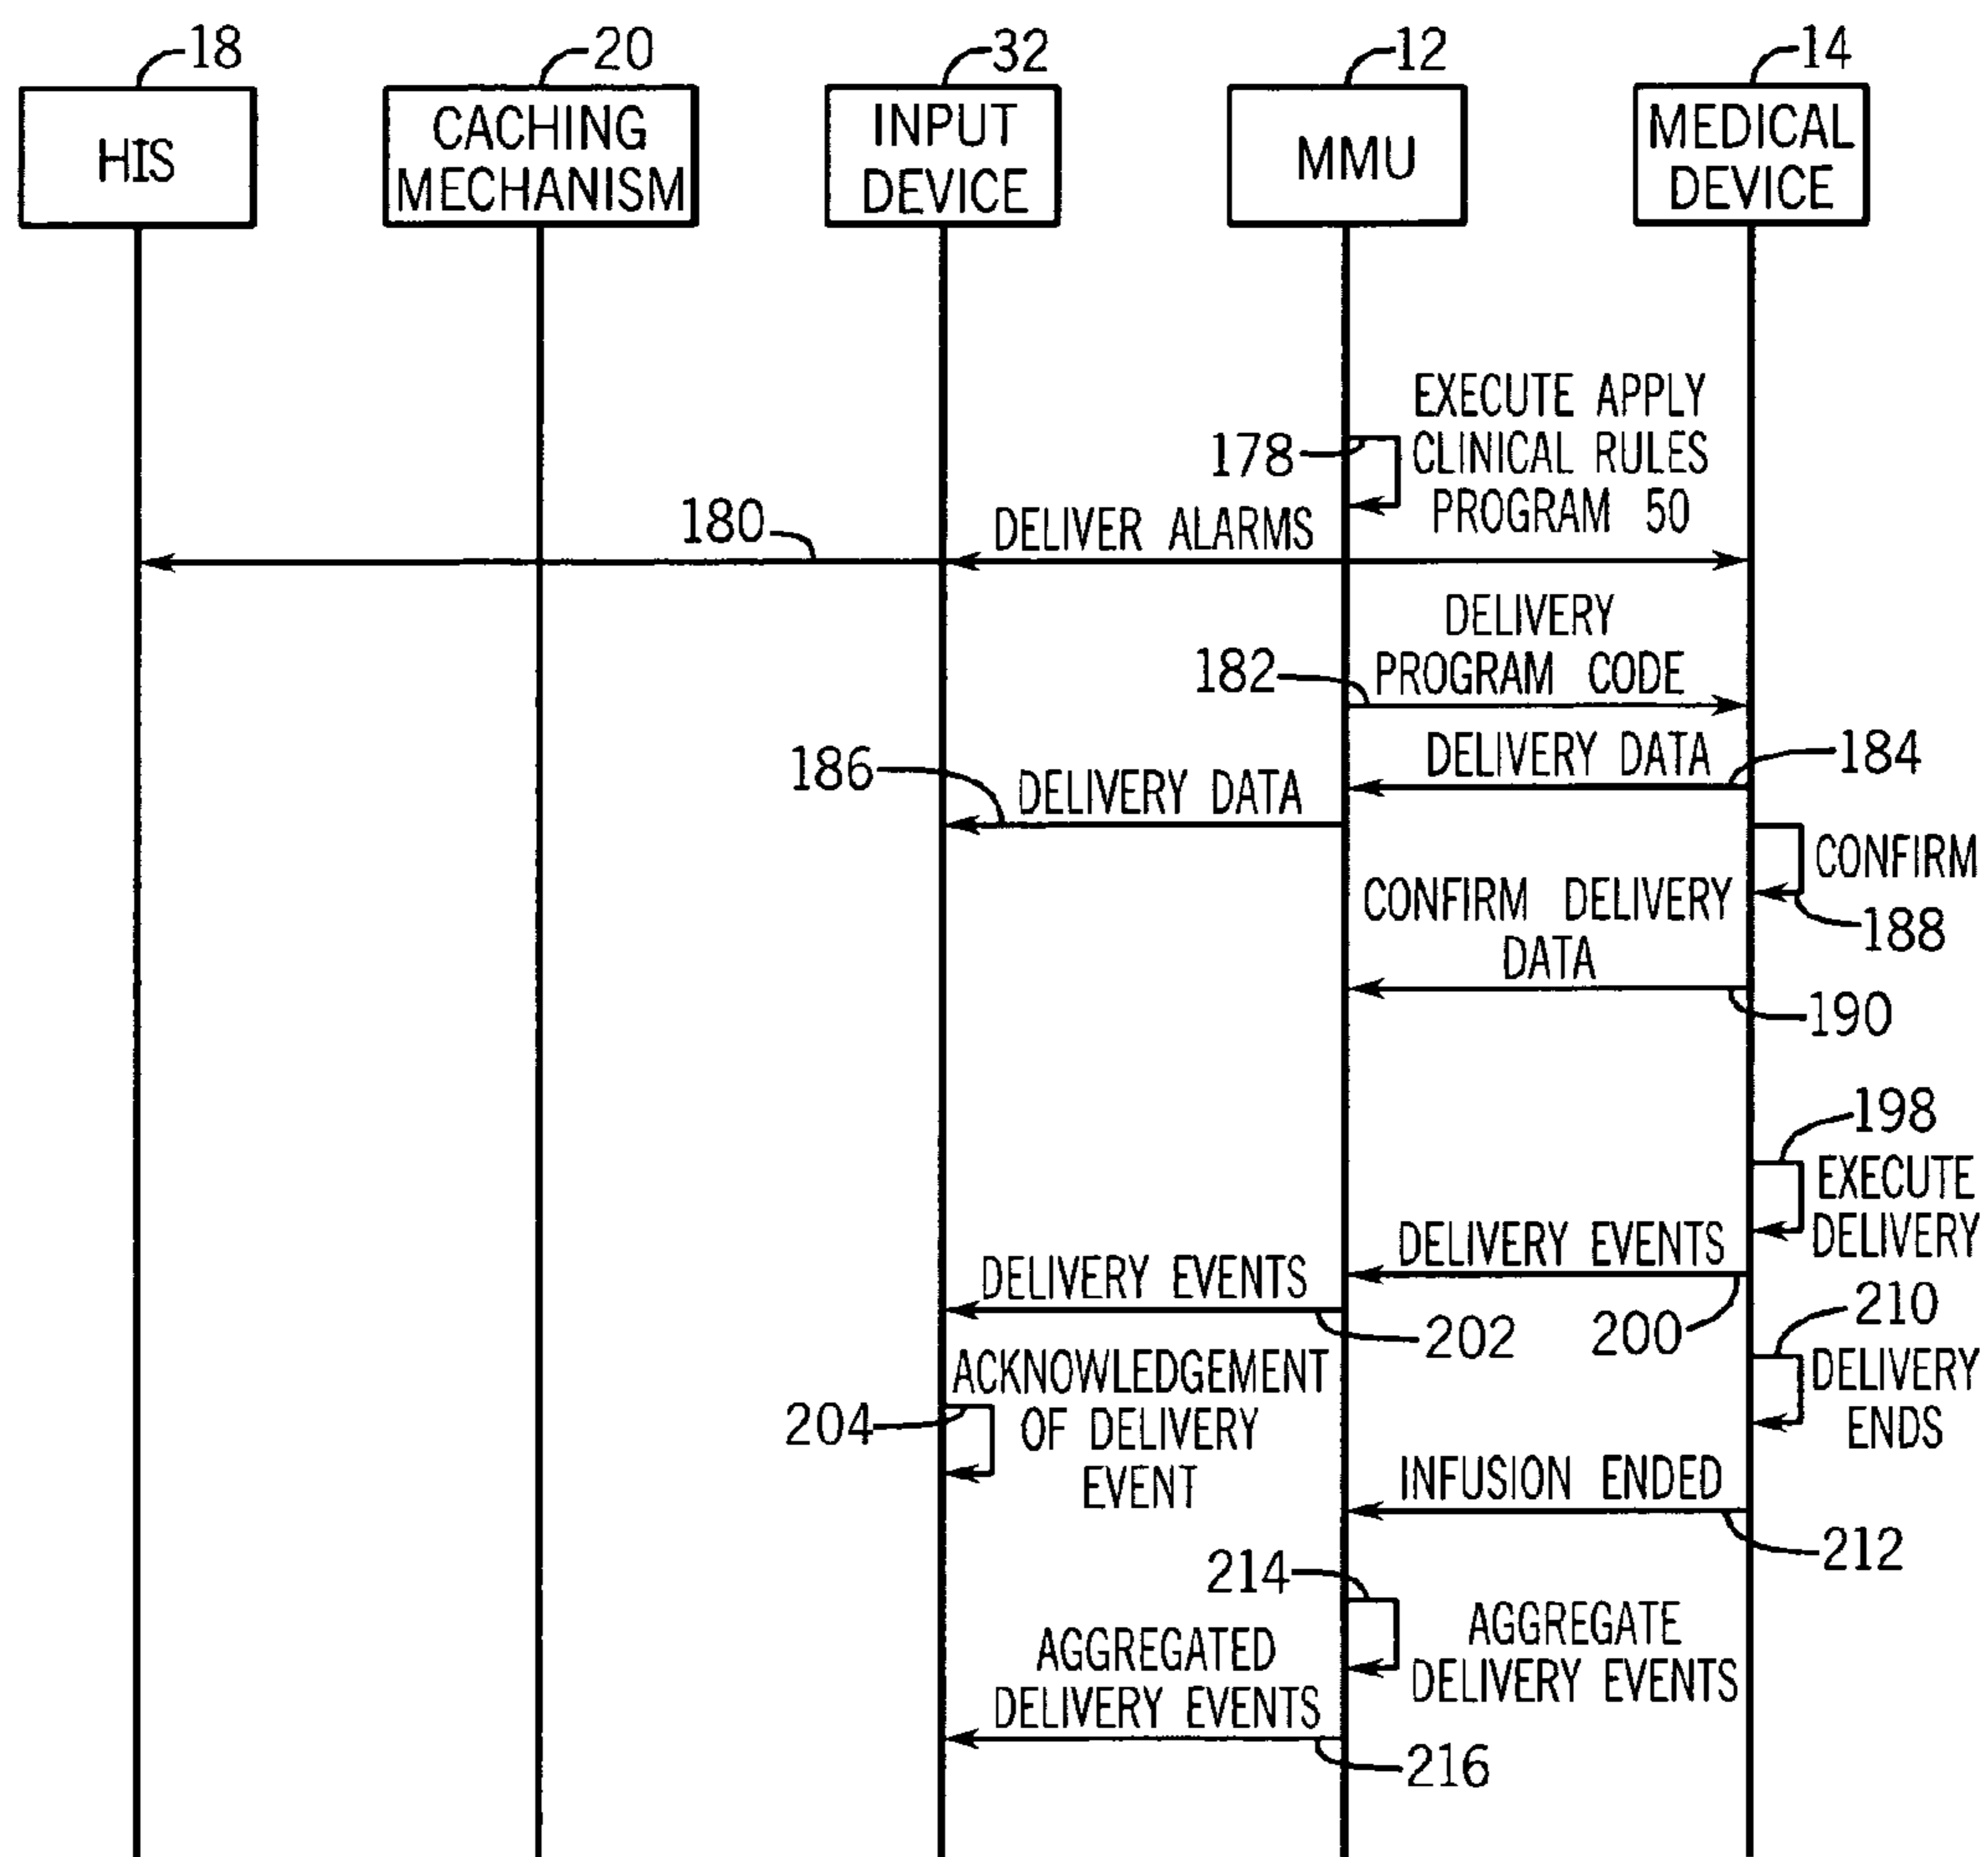 18
20
32
12
14
HIS
CACHING
MECHANISM
INPUT
DEVICE
MMU
MEDICAL
DEVICE
178
EXECUTE APPLY
CLINICAL RULES
PROGRAM 50
180
DELIVER ALARMS
182
DELIVERY
PROGRAM CODE
DELIVERY DATA
184
186
DELIVERY DATA
CONFIRM
188
CONFIRM DELIVERY
DATA
190
198
EXECUTE
DELIVERY
DELIVERY EVENTS
200
DELIVERY EVENTS
202
210
DELIVERY
ENDS
204
ACKNOWLEDGEMENT
OF DELIVERY
EVENT
INFUSION ENDED
212
214
AGGREGATE
DELIVERY EVENTS
AGGREGATED
DELIVERY EVENTS
216